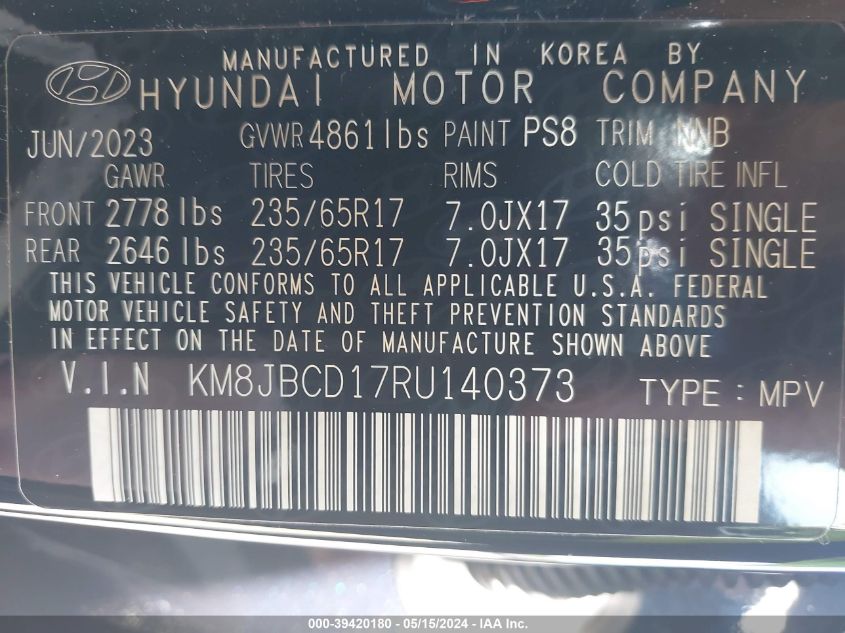 MANUFACTURED IN KOREA BY
HYUNDAI MOTOR COMPANY
JUN/2023 GVWR 4861 lbs PAINT PS8 TRIM NNB
GAWR TIRES RIMS COLD TIRE INFL
FRONT 2778 lbs 235/65R17 7.0JX17 35psi SINGLE
REAR 2646 lbs 235/65R17 7.0JX17 35psi SINGLE
THIS VEHICLE CONFORMS TO ALL APPLICABLE U.S.A. FEDERAL
MOTOR VEHICLE SAFETY AND THEFT PREVENTION STANDARDS
IN EFFECT ON THE DATE OF MANUFACTURE SHOWN ABOVE
V.I.N KM8JBCD17RU140373 TYPE : MPV
000-39420180 - 05/15/2024 - IAA Inc.